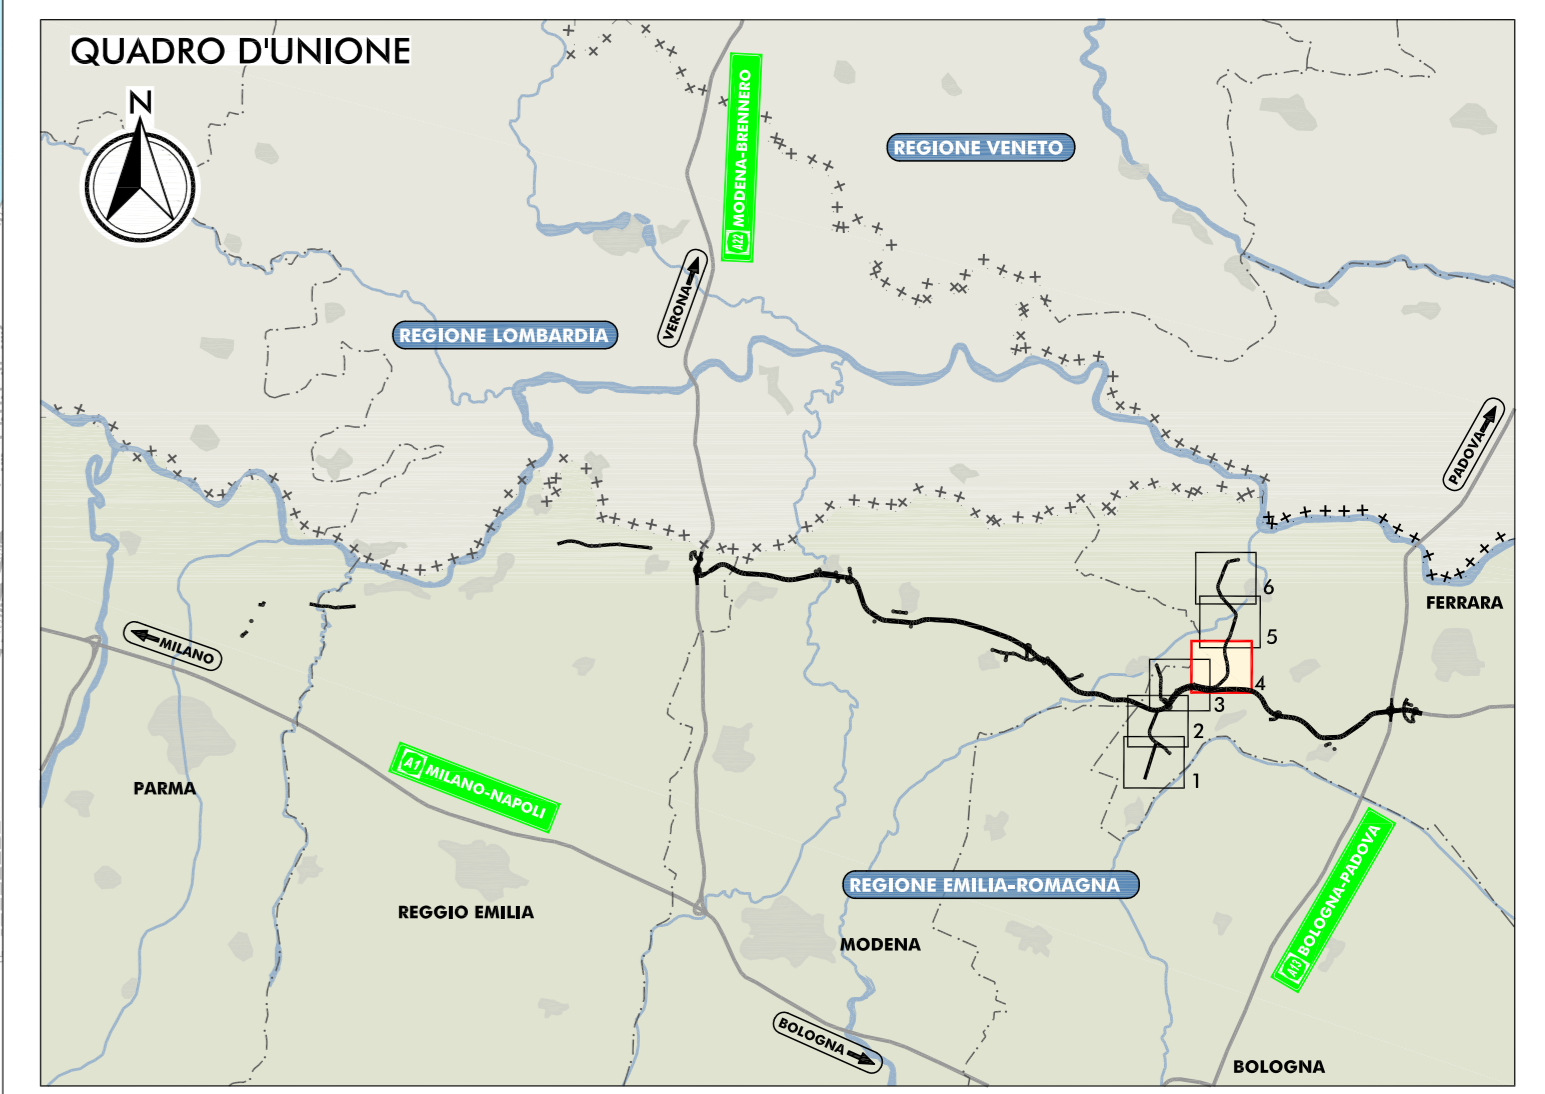 QUADRO D'UNIONE
N
A22 MODENA-BRENNERO
REGIONE VENETO
VERONA
REGIONE LOMBARDIA
PADOVA
6
FERRARA
5
MILANO
4
3
2
1
PARMA
A1 MILANO-NAPOLI
REGIONE EMILIA-ROMAGNA
A13 BOLOGNA-PADOVA
REGGIO EMILIA
MODENA
BOLOGNA
BOLOGNA